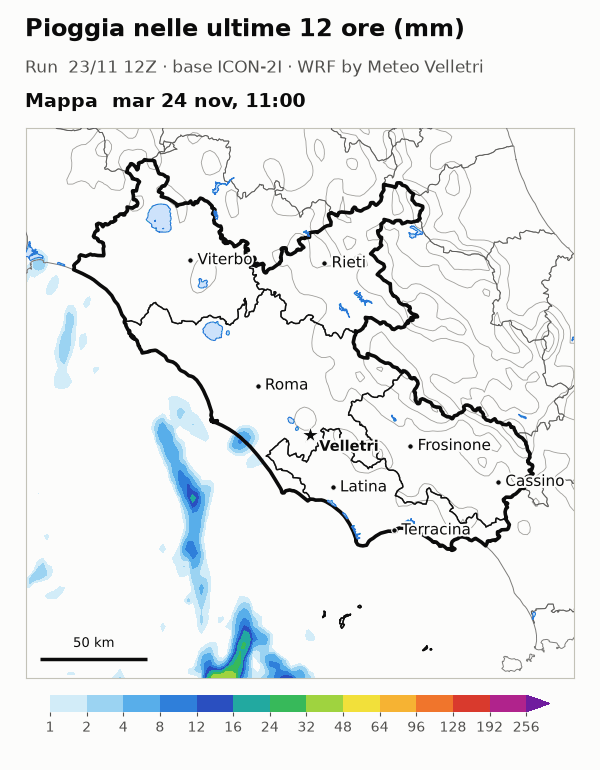 Pioggia nelle ultime 12 ore (mm)
Run  23/11 12Z · base ICON-2I · WRF by Meteo Velletri
Mappa  mar 24 nov, 11:00
Viterbo
Rieti
Roma
Velletri
Frosinone
Cassino
Latina
Terracina
50 km
1 2 4 8 12 16 24 32 48 64 96 128 192 256